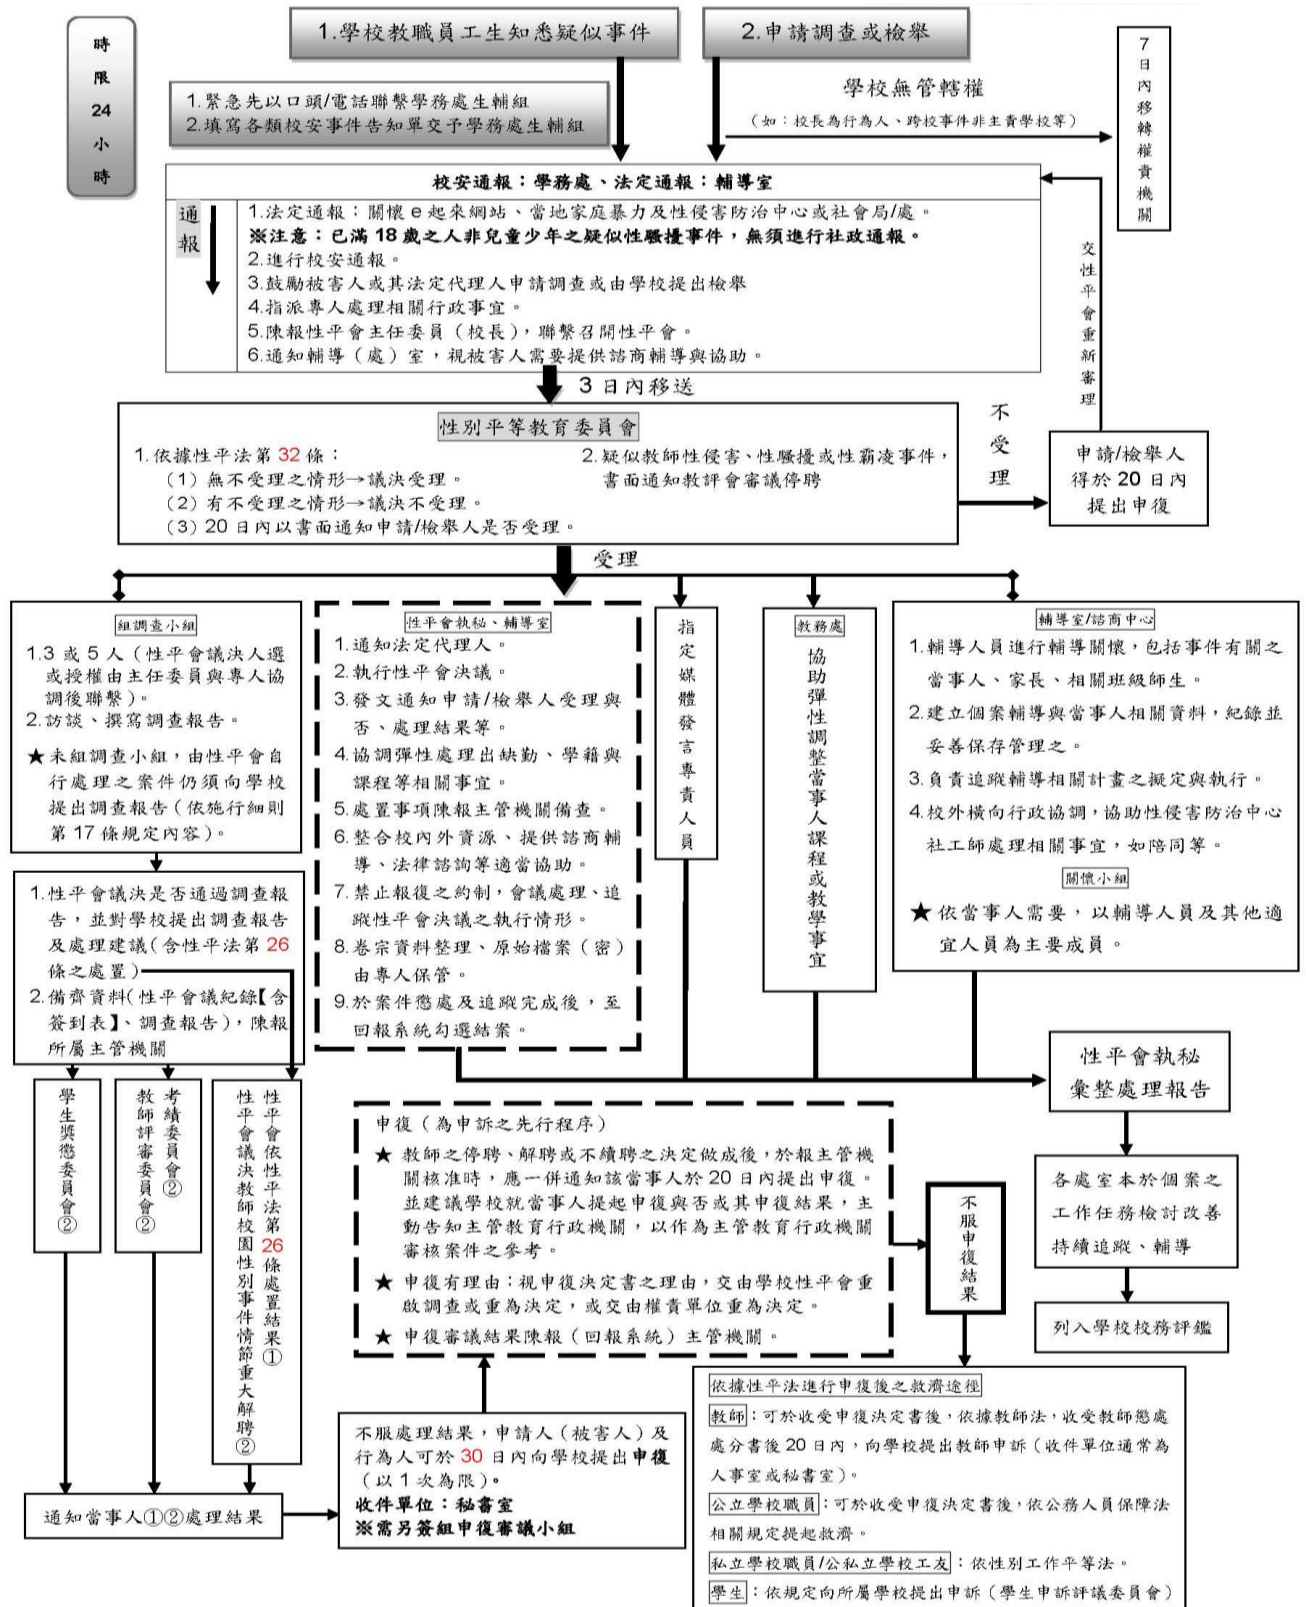 時
限
24
小
時
1.學校教職員工生知悉疑似事件
2.申請調查或檢舉
1.緊急先以口頭/電話聯繫學務處生輔組
2.填寫各類校安事件告知單交予學務處生輔組
學校無管轄權
（如：校長為行為人、跨校事件非主責學校等）
7日內移轉權責機關
校安通報：學務處、法定通報：輔導室
通報
1.法定通報：關懷 e 起來網站、當地家庭暴力及性侵害防治中心或社會局/處。
※注意：已滿 18 歲之人非兒童少年之疑似性騷擾事件，無須進行社政通報。
2.進行校安通報。
3.鼓勵被害人或其法定代理人申請調查或由學校提出檢舉
4.指派專人處理相關行政事宜。
5.陳報性平會主任委員（校長），聯繫召開性平會。
6.通知輔導（處）室，視被害人需要提供諮商輔導與協助。
交性平會重新審理
3 日內移送
性別平等教育委員會
1.依據性平法第 32 條：
（1）無不受理之情形→議決受理。
（2）有不受理之情形→議決不受理。
（3）20 日內以書面通知申請/檢舉人是否受理。
2.疑似教師性侵害、性騷擾或性霸凌事件，
書面通知教評會審議停聘
不受理
申請/檢舉人
得於 20 日內
提出申復
受理
組調查小組
1.3 或 5 人（性平會議決人選
或授權由主任委員與專人協
調後聯繫）。
2.訪談、撰寫調查報告。
★未組調查小組，由性平會自
行處理之案件仍須向學校
提出調查報告（依施行細則
第 17 條規定內容）。
性平會執秘、輔導室
1.通知法定代理人。
2.執行性平會決議。
3.發文通知申請/檢舉人受理與
否、處理結果等。
4.協調彈性處理出缺勤、學籍與
課程等相關事宜。
5.處置事項陳報主管機關備查。
6.整合校內外資源、提供諮商輔
導、法律諮詢等適當協助。
7.禁止報復之約制，會議處理、追
蹤性平會決議之執行情形。
8.卷宗資料整理、原始檔案（密）
由專人保管。
9.於案件懲處及追蹤完成後，至
回報系統勾選結案。
指定媒體發言專責人員
教務處
協助彈性調整當事人課程或教學事宜
輔導室/諮商中心
1.輔導人員進行輔導關懷，包括事件有關之
當事人、家長、相關班級師生。
2.建立個案輔導與當事人相關資料，紀錄並
妥善保存管理之。
3.負責追蹤輔導相關計畫之擬定與執行。
4.校外橫向行政協調，協助性侵害防治中心
社工師處理相關事宜，如陪同等。
關懷小組
★依當事人需要，以輔導人員及其他適
宜人員為主要成員。
1.性平會議決是否通過調查報
告，並對學校提出調查報告
及處理建議（含性平法第 26
條之處置）
2.備齊資料（性平會議紀錄【含
簽到表】、調查報告），陳報
所屬主管機關
學生獎懲委員會②
考績委員會②
教師評審委員會②
性平會依性平法第26條處置結果①
性平會議決教師校園性別事件情節重大解聘②
通知當事人①②處理結果
不服處理結果，申請人（被害人）及
行為人可於 30 日內向學校提出申復
（以 1 次為限）。
收件單位：秘書室
※需另簽組申復審議小組
申復（為申訴之先行程序）
★教師之停聘、解聘或不續聘之決定做成後，於報主管機
關核准時，應一併通知該當事人於 20 日內提出申復。
並建議學校就當事人提起申復與否或其申復結果，主
動告知主管教育行政機關，以作為主管教育行政機關
審核案件之參考。
★申復有理由：視申復決定書之理由，交由學校性平會重
啟調查或重為決定，或交由權責單位重為決定。
★申復審議結果陳報（回報系統）主管機關。
不服申復結果
性平會執秘
彙整處理報告
各處室本於個案之
工作任務檢討改善
持續追蹤、輔導
列入學校校務評鑑
依據性平法進行申復後之救濟途徑
教師：可於收受申復決定書後，依據教師法，收受教師懲處
處分書後 20 日內，向學校提出教師申訴（收件單位通常為
人事室或秘書室）。
公立學校職員：可於收受申復決定書後，依公務人員保障法
相關規定提起救濟。
私立學校職員/公私立學校工友：依性別工作平等法。
學生：依規定向所屬學校提出申訴（學生申訴評議委員會）